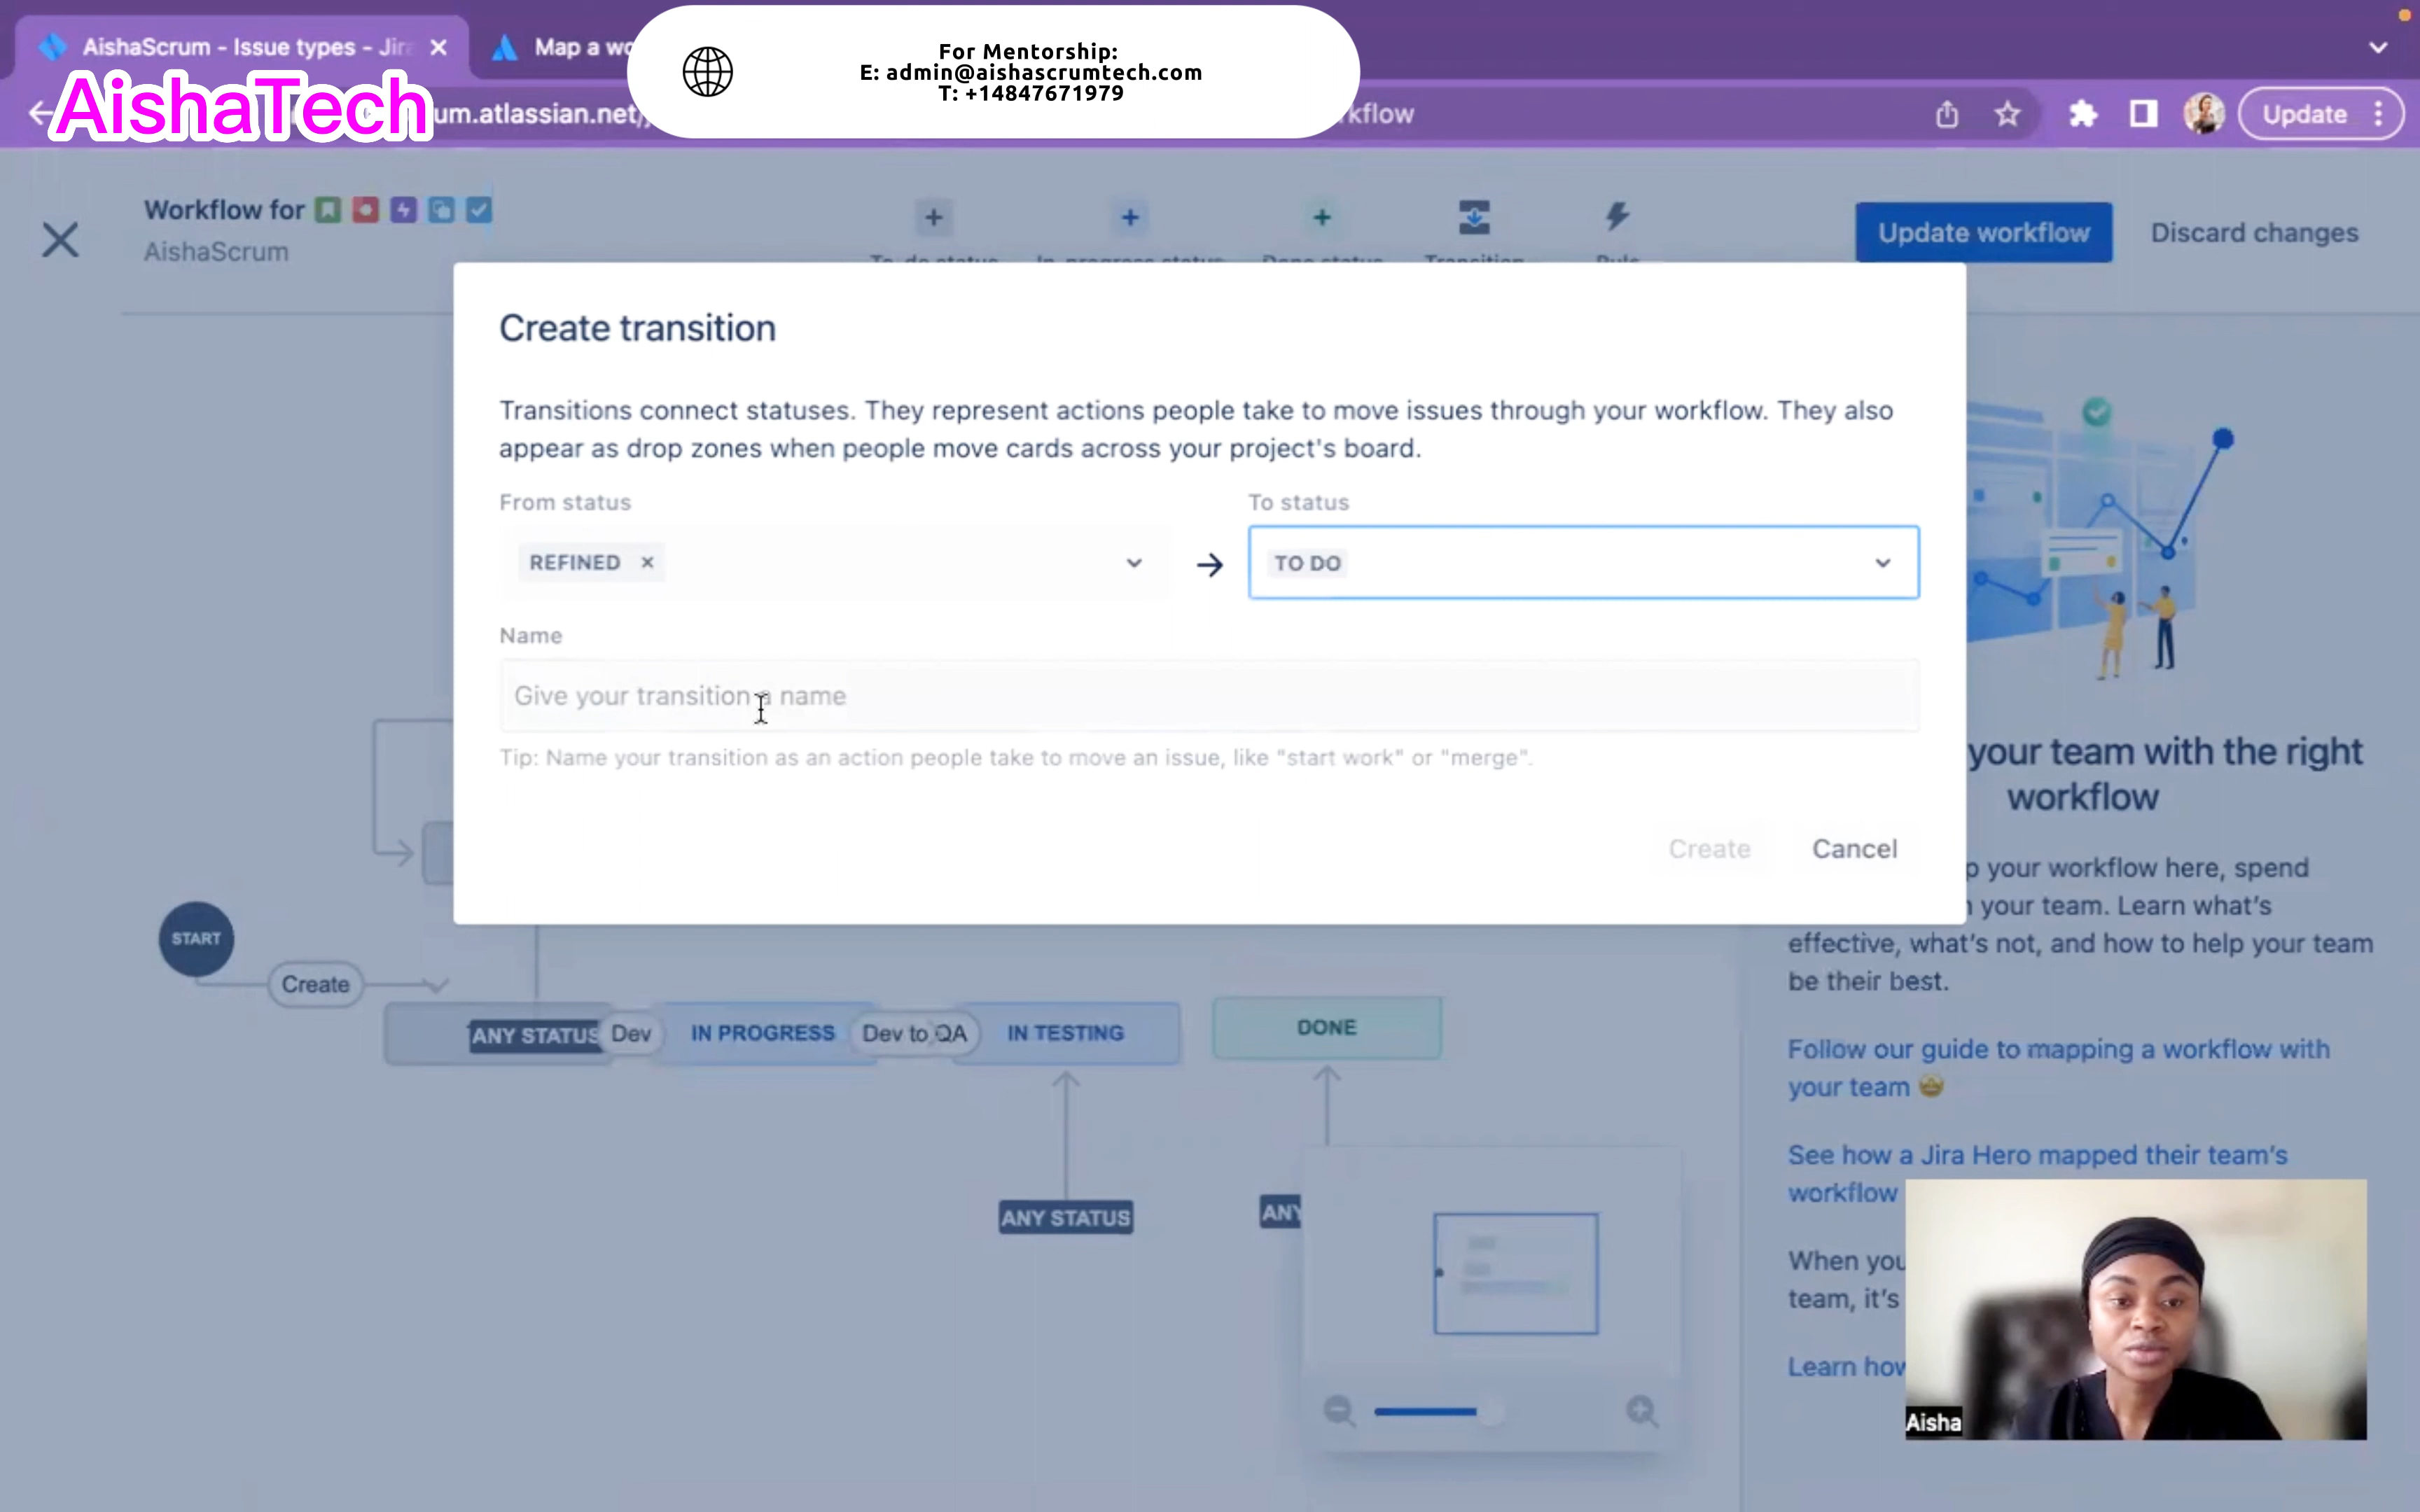 AishaScrum - Issue types - Jira
Map a wo
For Mentorship:
E: admin@aishascrumtech.com
T: +14847671979
AishaTech
um.atlassian.net/
kflow
Update
Workflow for
AishaScrum
To-do status
In-progress status
Done status
Transition
Rule
Update workflow
Discard changes
Create transition
Transitions connect statuses. They represent actions people take to move issues through your workflow. They also
appear as drop zones when people move cards across your project's board.
From status
To status
REFINED
TO DO
Name
Give your transition a name
Tip: Name your transition as an action people take to move an issue, like "start work" or "merge".
Create
Cancel
your team with the right
workflow
p your workflow here, spend
your team. Learn what's
effective, what's not, and how to help your team
be their best.
Follow our guide to mapping a workflow with
your team
See how a Jira Hero mapped their team's
workflow
When you
team, it's
Learn how
START
Create
ANY STATUS
Dev
IN PROGRESS
Dev to QA
IN TESTING
DONE
ANY STATUS
ANY
Aisha